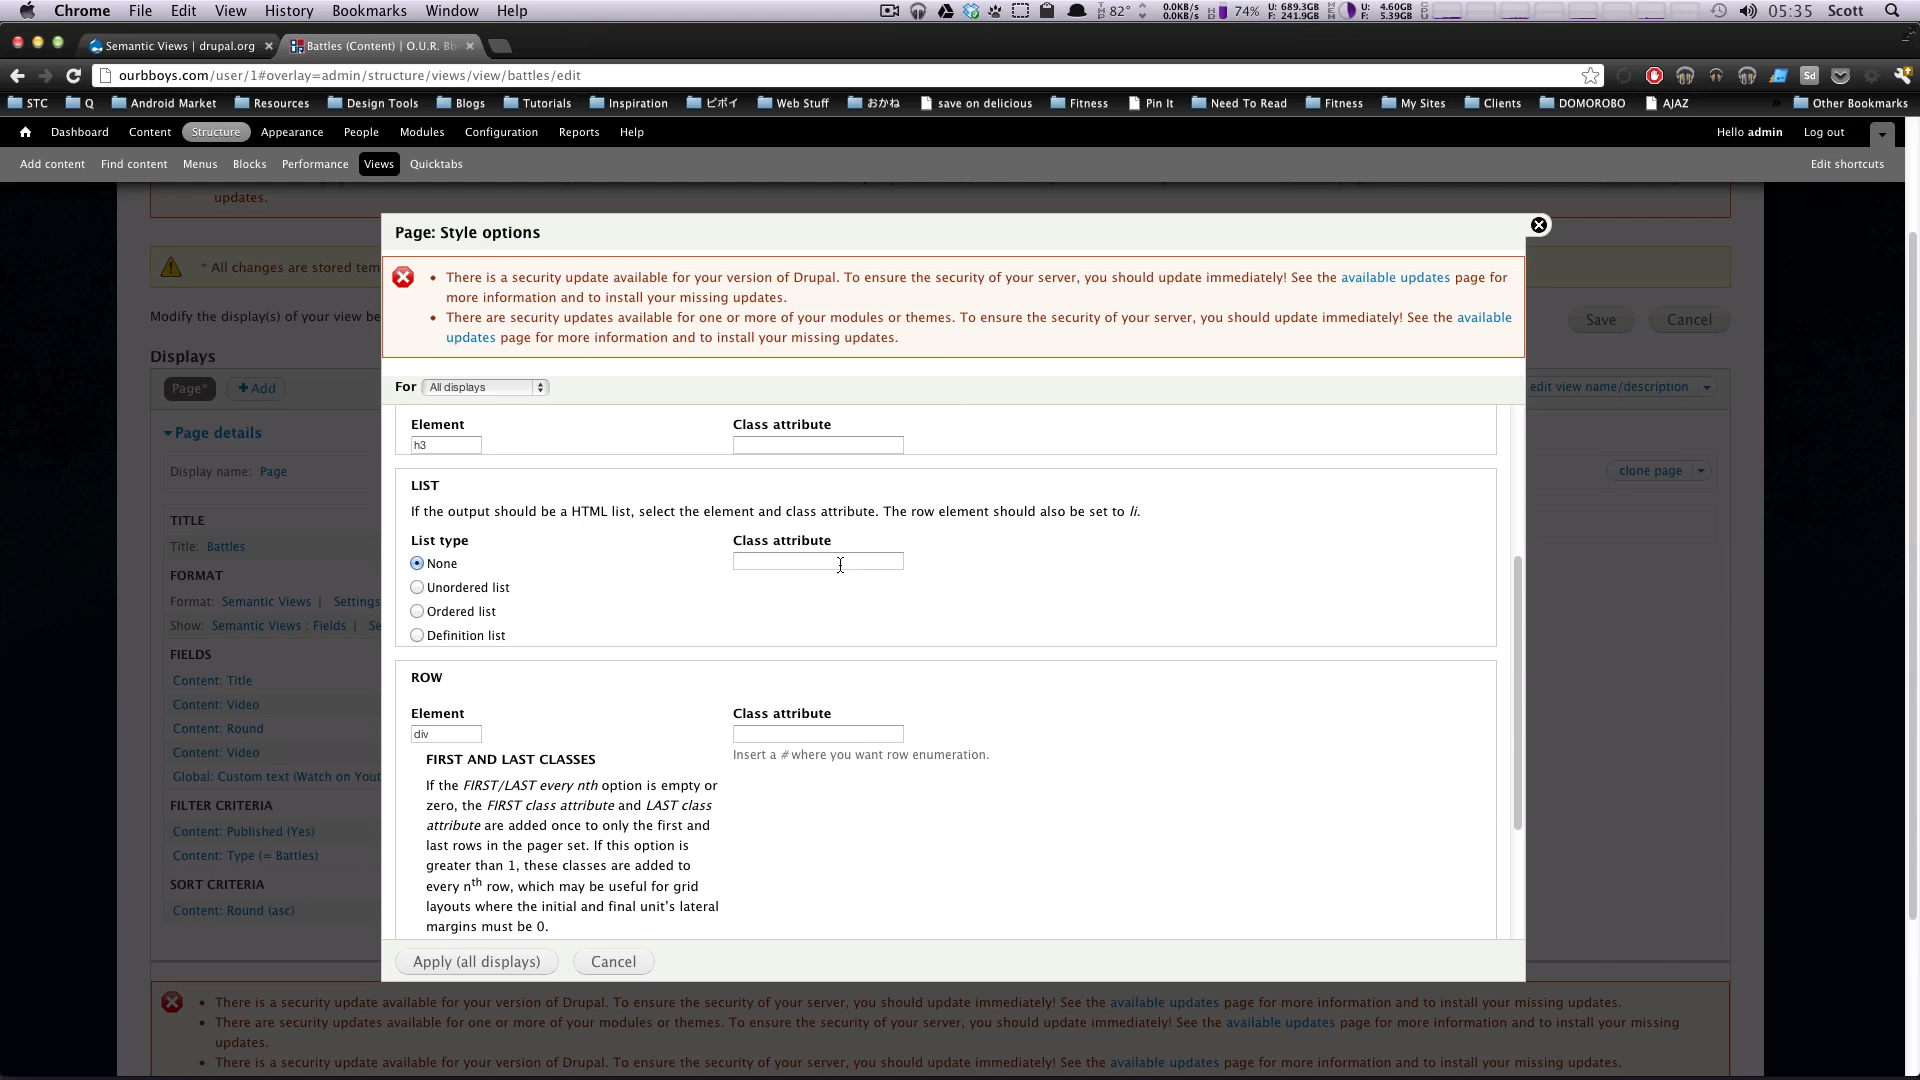 Chrome File Edit View History Bookmarks Window Help 82° 0.0KB/s 0.0KB/s 74% U: 689.3GB F: 241.9GB U: 4.60GB F: 5.39GB 05:35 Scott
Semantic Views | drupal.org Battles (Content) | O.U.R. Bb
ourbboys.com/user/1#overlay=admin/structure/views/view/battles/edit
STC Q Android Market Resources Design Tools Blogs Tutorials Inspiration ビボイ Web Stuff おかね save on delicious Fitness Pin It Need To Read Fitness My Sites Clients DOMOROBO AJAZ » Other Bookmarks
Dashboard Content Structure Appearance People Modules Configuration Reports Help Hello admin Log out
Add content Find content Menus Blocks Performance Views Quicktabs Edit shortcuts
updates.
Page: Style options
* All changes are stored tem
There is a security update available for your version of Drupal. To ensure the security of your server, you should update immediately! See the available updates page for
more information and to install your missing updates.
There are security updates available for one or more of your modules or themes. To ensure the security of your server, you should update immediately! See the available
updates page for more information and to install your missing updates.
Modify the display(s) of your view be
Save Cancel
Displays
Page* + Add
For All displays
edit view name/description
Page details
Display name: Page
clone page
TITLE
Title: Battles
FORMAT
Format: Semantic Views | Settings
Show: Semantic Views : Fields | Se
FIELDS
Content: Title
Content: Video
Content: Round
Content: Video
Global: Custom text (Watch on Yout
FILTER CRITERIA
Content: Published (Yes)
Content: Type (= Battles)
SORT CRITERIA
Content: Round (asc)
Element Class attribute
h3
LIST
If the output should be a HTML list, select the element and class attribute. The row element should also be set to li.
List type Class attribute
None
Unordered list
Ordered list
Definition list
ROW
Element Class attribute
div
Insert a # where you want row enumeration.
FIRST AND LAST CLASSES
If the FIRST/LAST every nth option is empty or
zero, the FIRST class attribute and LAST class
attribute are added once to only the first and
last rows in the pager set. If this option is
greater than 1, these classes are added to
every nth row, which may be useful for grid
layouts where the initial and final unit's lateral
margins must be 0.
Apply (all displays) Cancel
There is a security update available for your version of Drupal. To ensure the security of your server, you should update immediately! See the available updates page for more information and to install your missing updates.
There are security updates available for one or more of your modules or themes. To ensure the security of your server, you should update immediately! See the available updates page for more information and to install your missing
updates.
There is a security update available for your version of Drupal. To ensure the security of your server, you should update immediately! See the available updates page for more information and to install your missing updates.